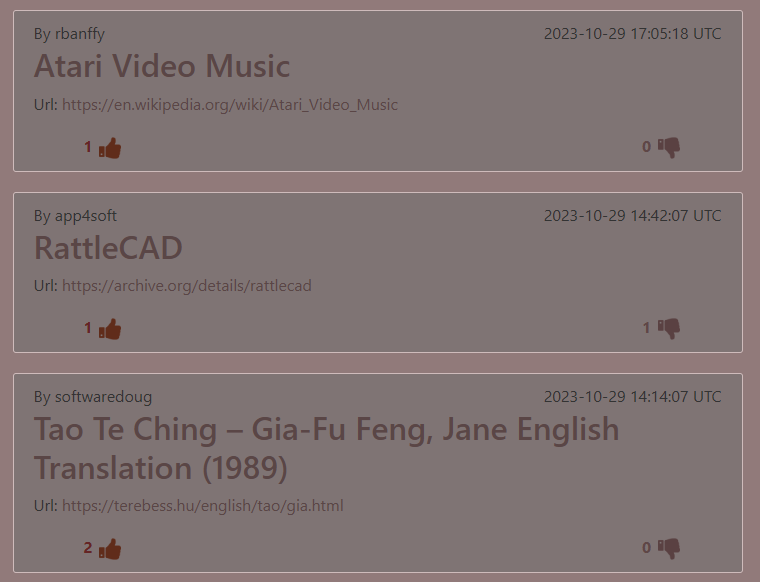 By rbanffy 2023-10-29 17:05:18 UTC
Atari Video Music
Url: https://en.wikipedia.org/wiki/Atari_Video_Music
1 0
By app4soft 2023-10-29 14:42:07 UTC
RattleCAD
Url: https://archive.org/details/rattlecad
1 1
By softwaredoug 2023-10-29 14:14:07 UTC
Tao Te Ching – Gia-Fu Feng, Jane English
Translation (1989)
Url: https://terebess.hu/english/tao/gia.html
2 0